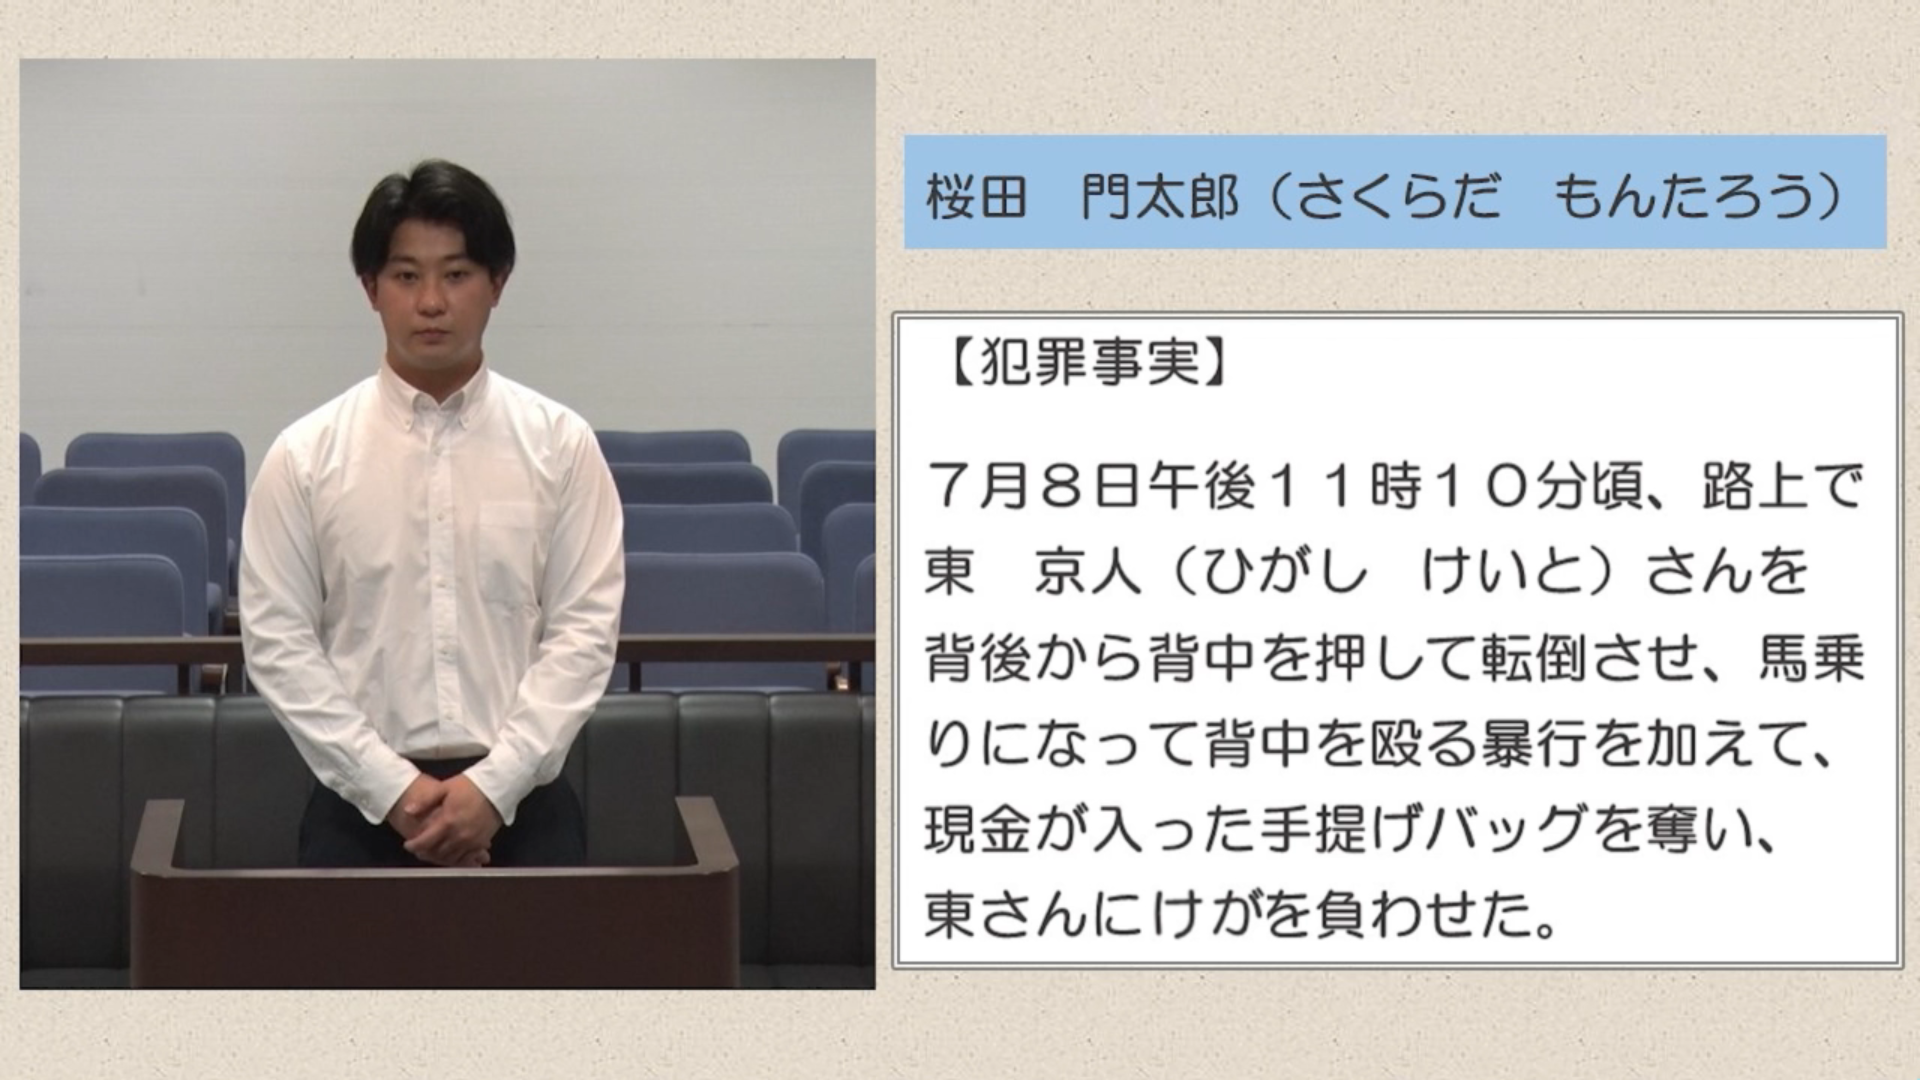 桜田　門太郎（さくらだ　もんたろう）
【犯罪事実】
７月８日午後１１時１０分頃、路上で
東　京人（ひがし　けいと）さんを
背後から背中を押して転倒させ、馬乗
りになって背中を殴る暴行を加えて、
現金が入った手提げバッグを奪い、
東さんにけがを負わせた。